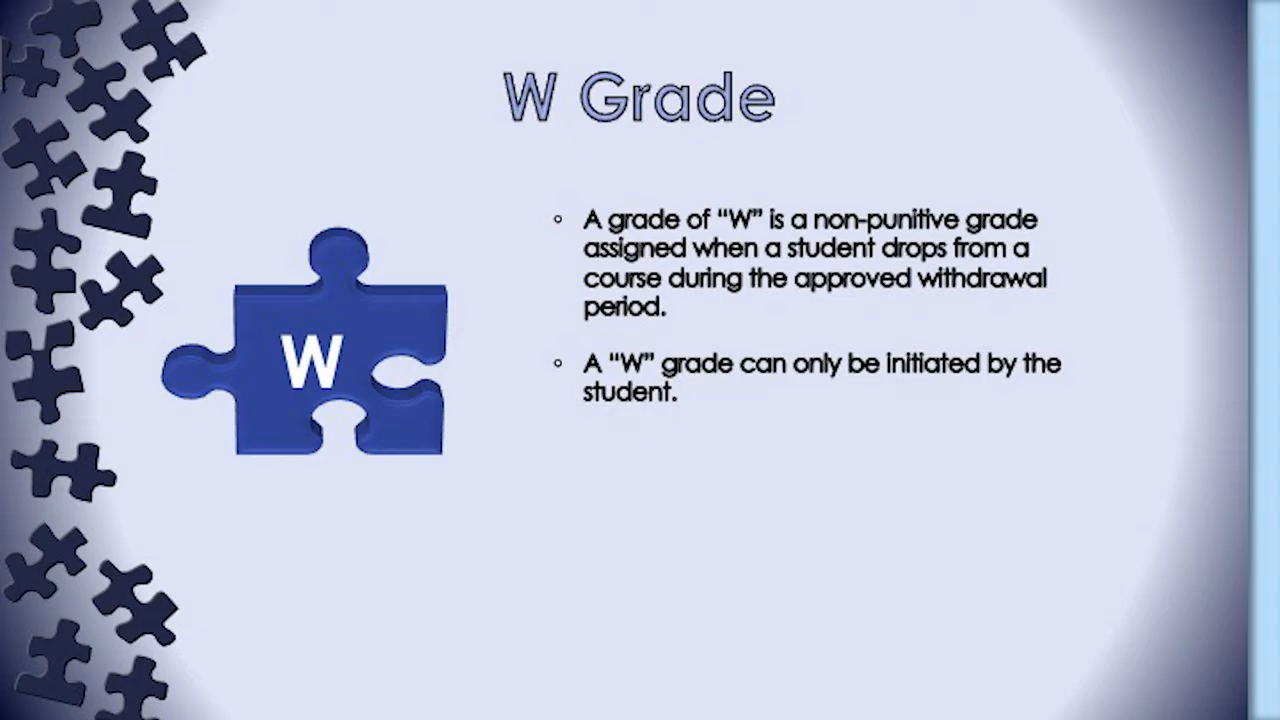 W Grade
W
◦ A grade of “W” is a non-punitive grade
assigned when a student drops from a
course during the approved withdrawal
period.
◦ A “W” grade can only be initiated by the
student.